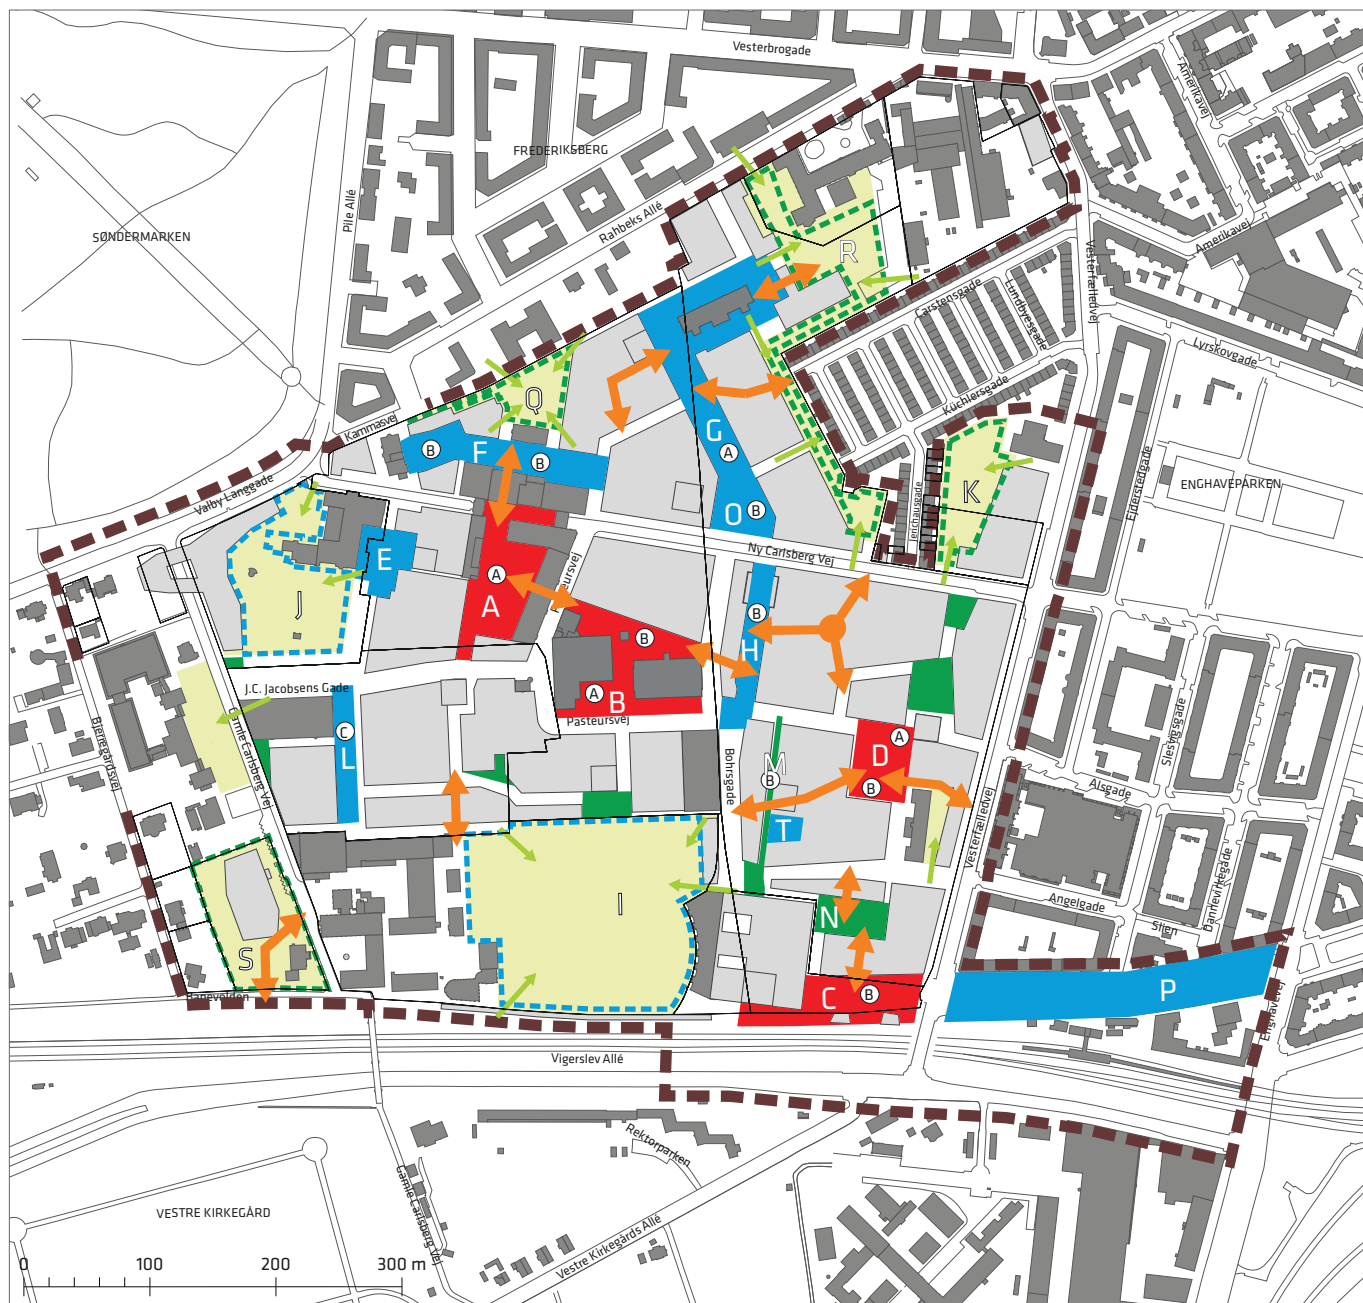 Vesterbrogade
Amerikavej
FREDERIKSBERG
Pile Allé
SØNDERMARKEN
Rahbeks Allé
Amerikavej
Vesterfælledvej
R
Carstensgade
Lundbyesgade
Lyrskovgade
Küchlersgade
Q
Kammasvej
G
A
F
B
B
Ejderstedgade
ENGHAVEPARKEN
K
Valby Langgade
O
B
Jerichausgade
Ny Carlsberg Vej
E
A
A
J
B
B
H
A
B
J.C. Jacobsens Gade
Pasteursvej
C
L
Gamle Carlsberg Vej
Bjerregårdsvej
Bohrsgade
M
B
A
D
B
Slesvigsgade
Alsgade
T
Vesterfælledvej
Dannevirkegade
Angelgade
Slien
I
N
S
Banevolden
C
B
P
Enghavevej
Vigerslev Allé
Rektorparken
Gamle Carlsberg Vej
VESTRE KIRKEGÅRD
Vestre Kirkegårds Allé
0 100 200 300 m